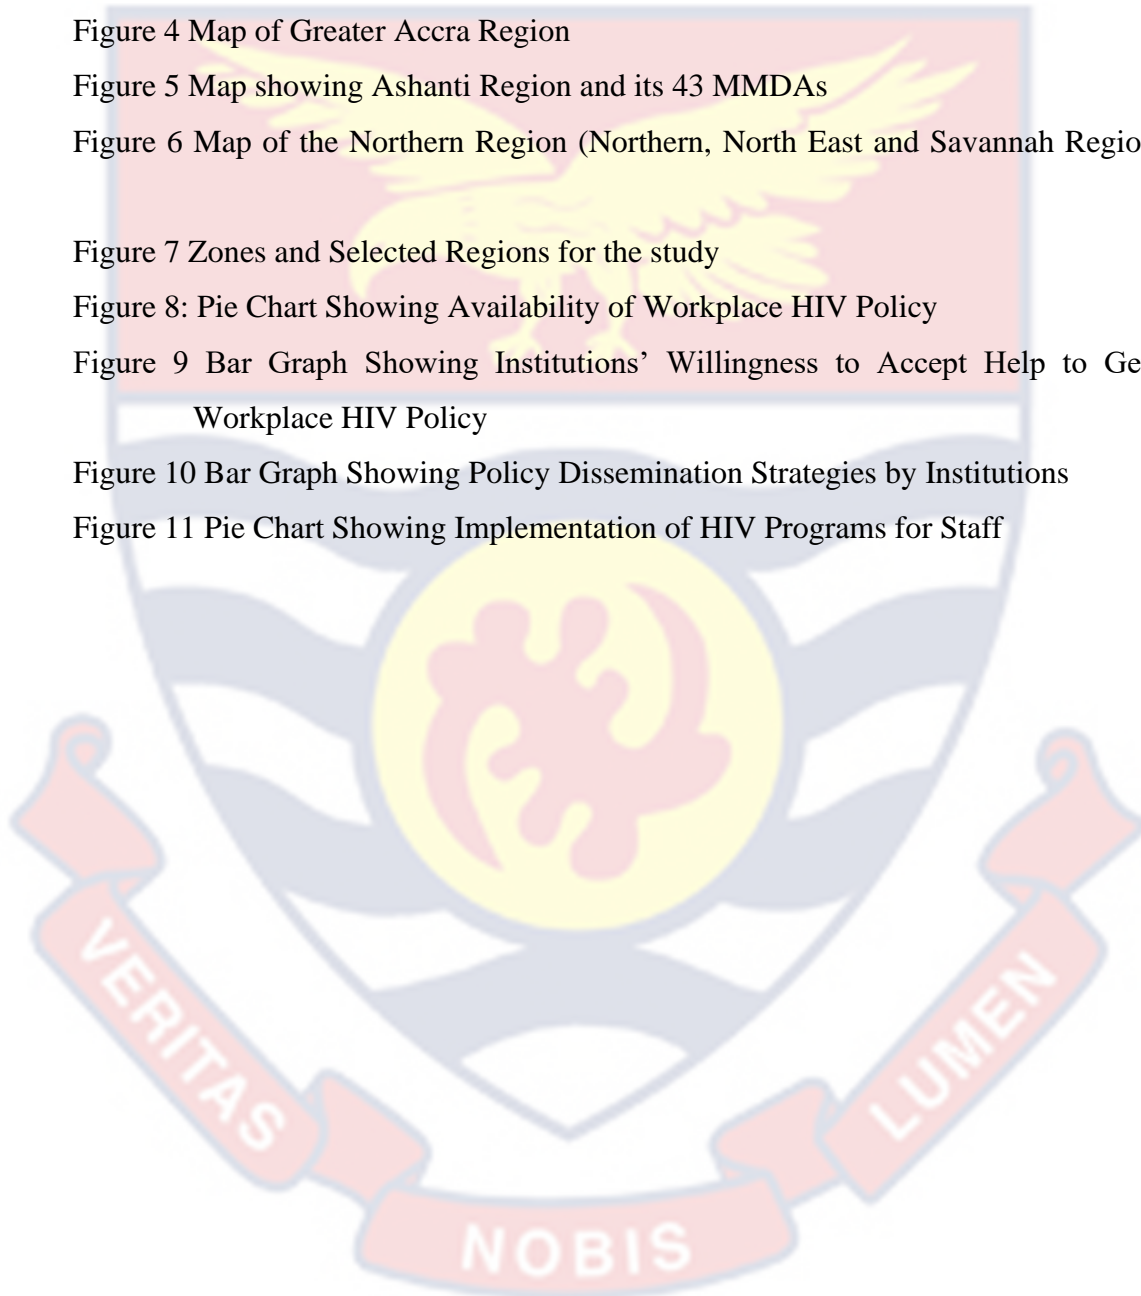 Figure 4 Map of Greater Accra Region
Figure 5 Map showing Ashanti Region and its 43 MMDAs
Figure 6 Map of the Northern Region (Northern, North East and Savannah Regio
Figure 7 Zones and Selected Regions for the study
Figure 8: Pie Chart Showing Availability of Workplace HIV Policy
Figure 9 Bar Graph Showing Institutions’ Willingness to Accept Help to Ge
Workplace HIV Policy
Figure 10 Bar Graph Showing Policy Dissemination Strategies by Institutions
Figure 11 Pie Chart Showing Implementation of HIV Programs for Staff
VERITAS
NOBIS
LUMEN